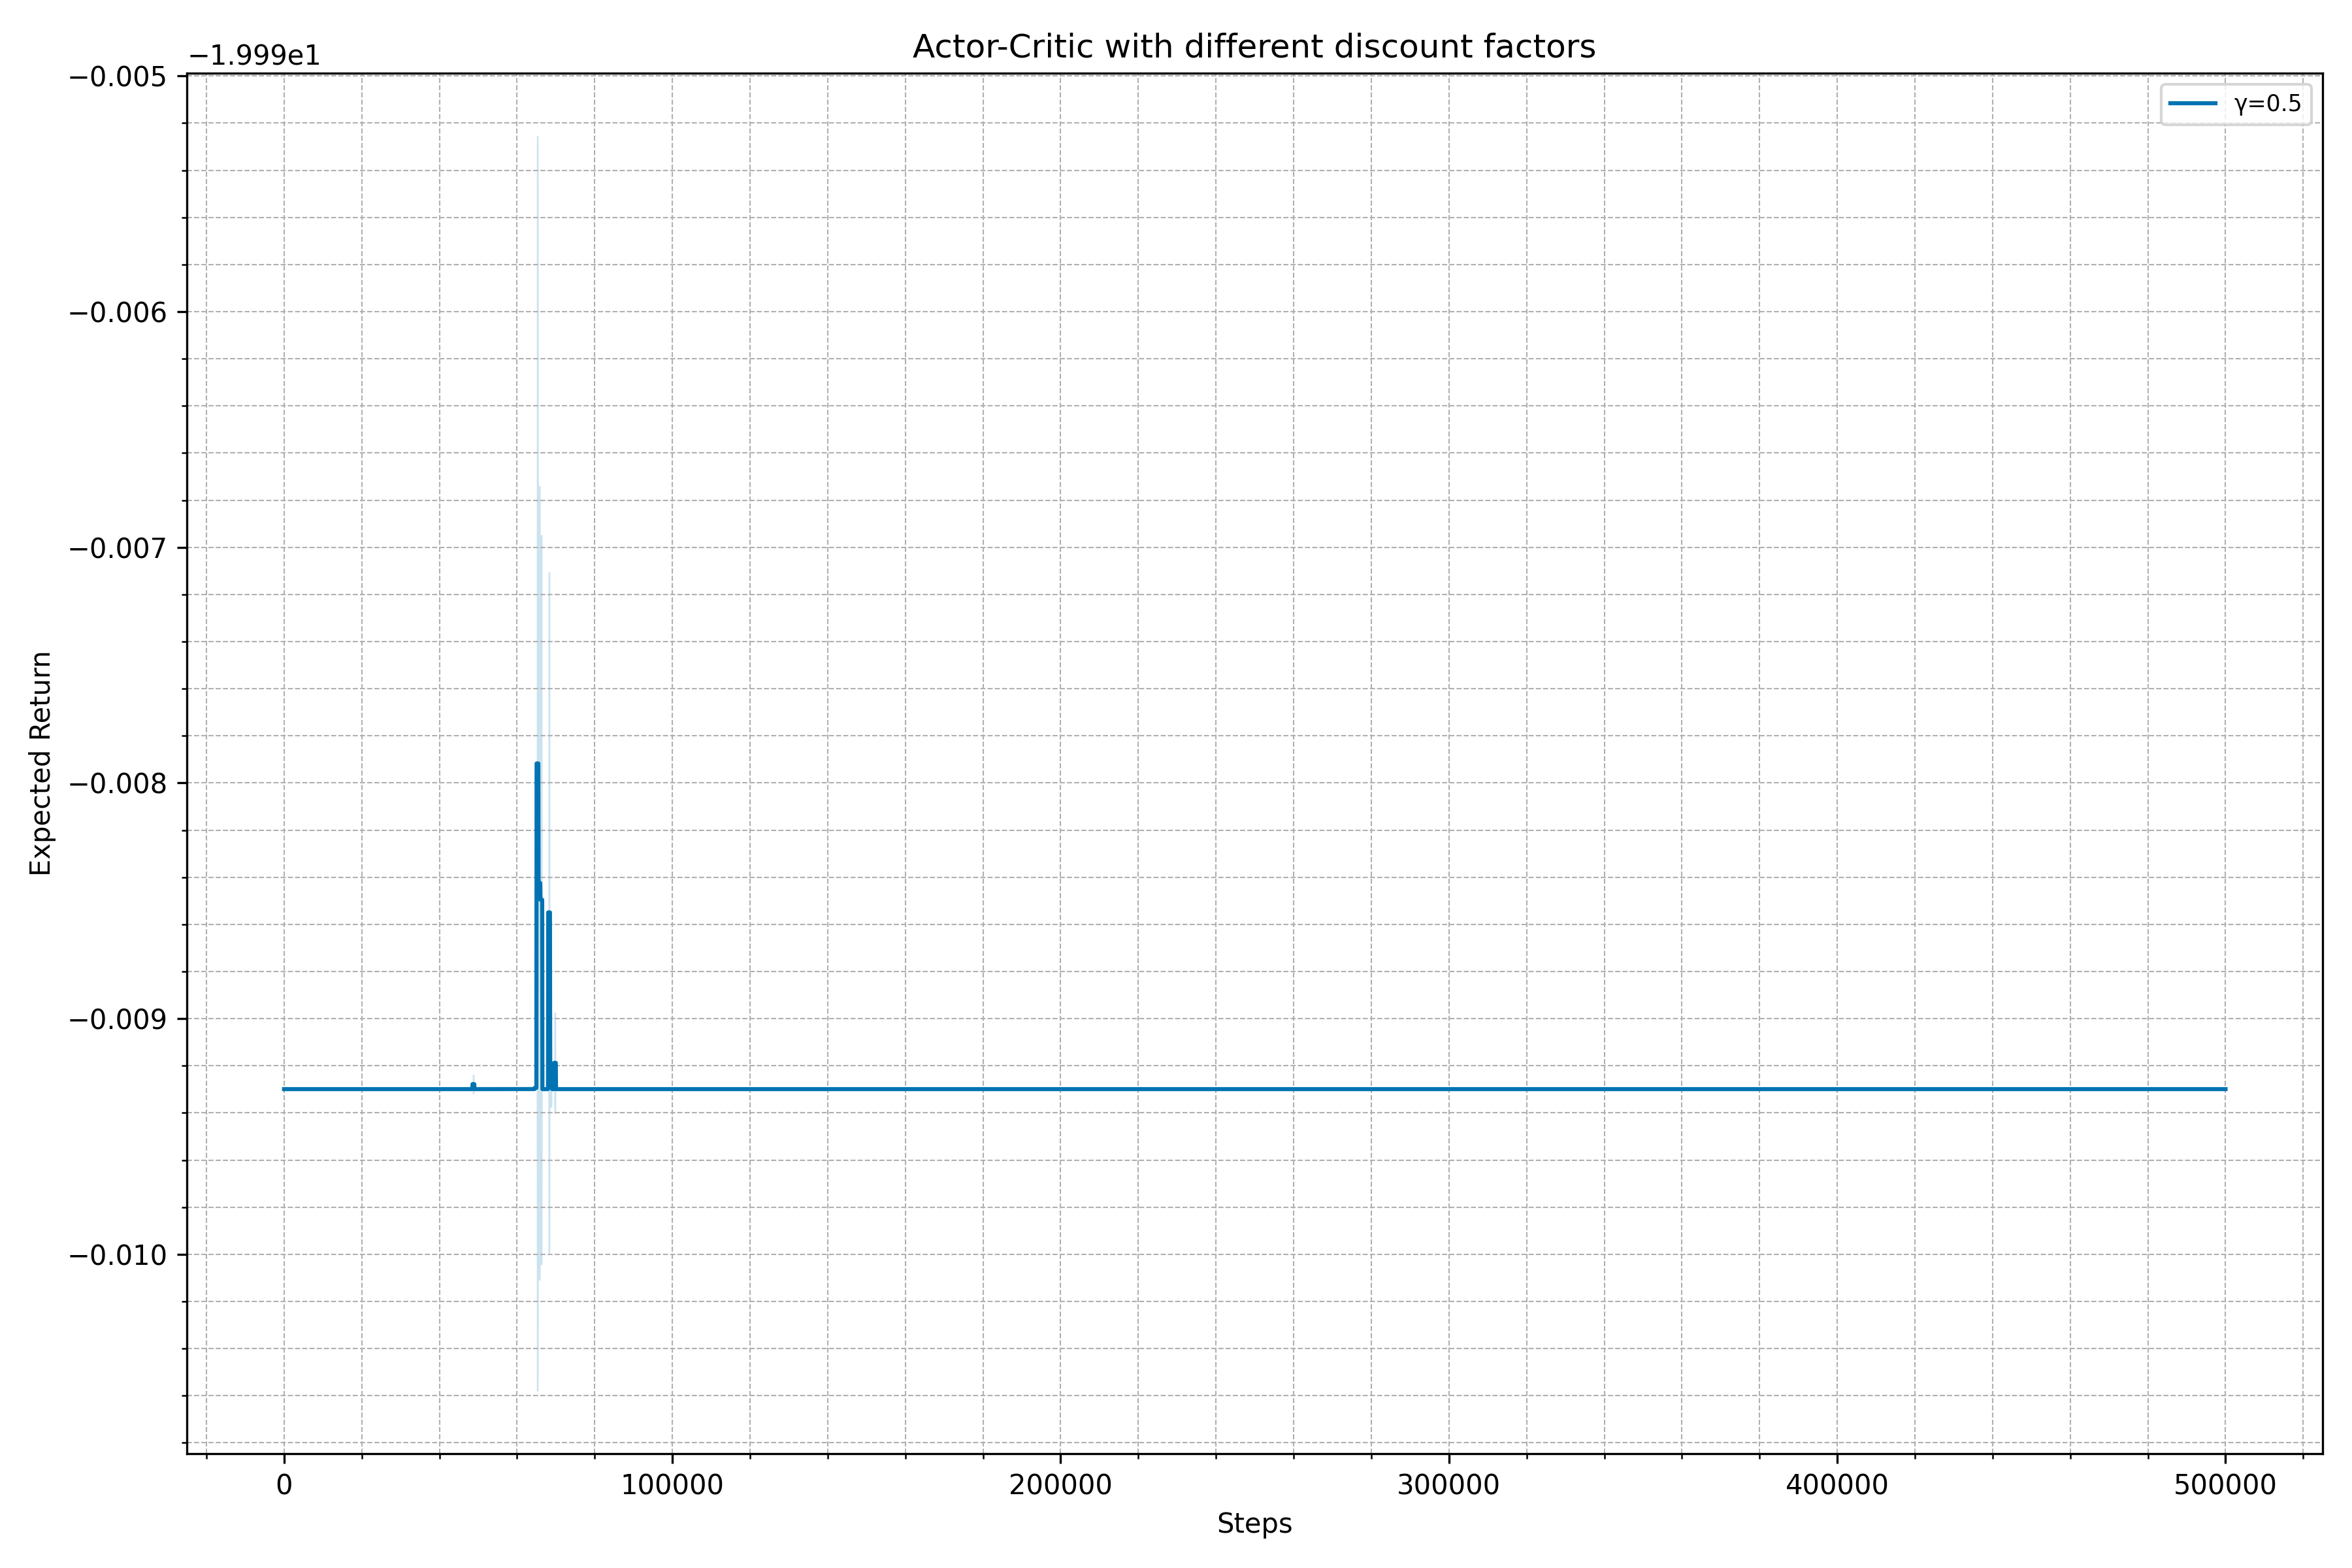 Actor-Critic with different discount factors
−1.999e1
γ=0.5
−0.005
−0.006
−0.007
−0.008
−0.009
−0.010
Expected Return
0 100000 200000 300000 400000 500000
Steps